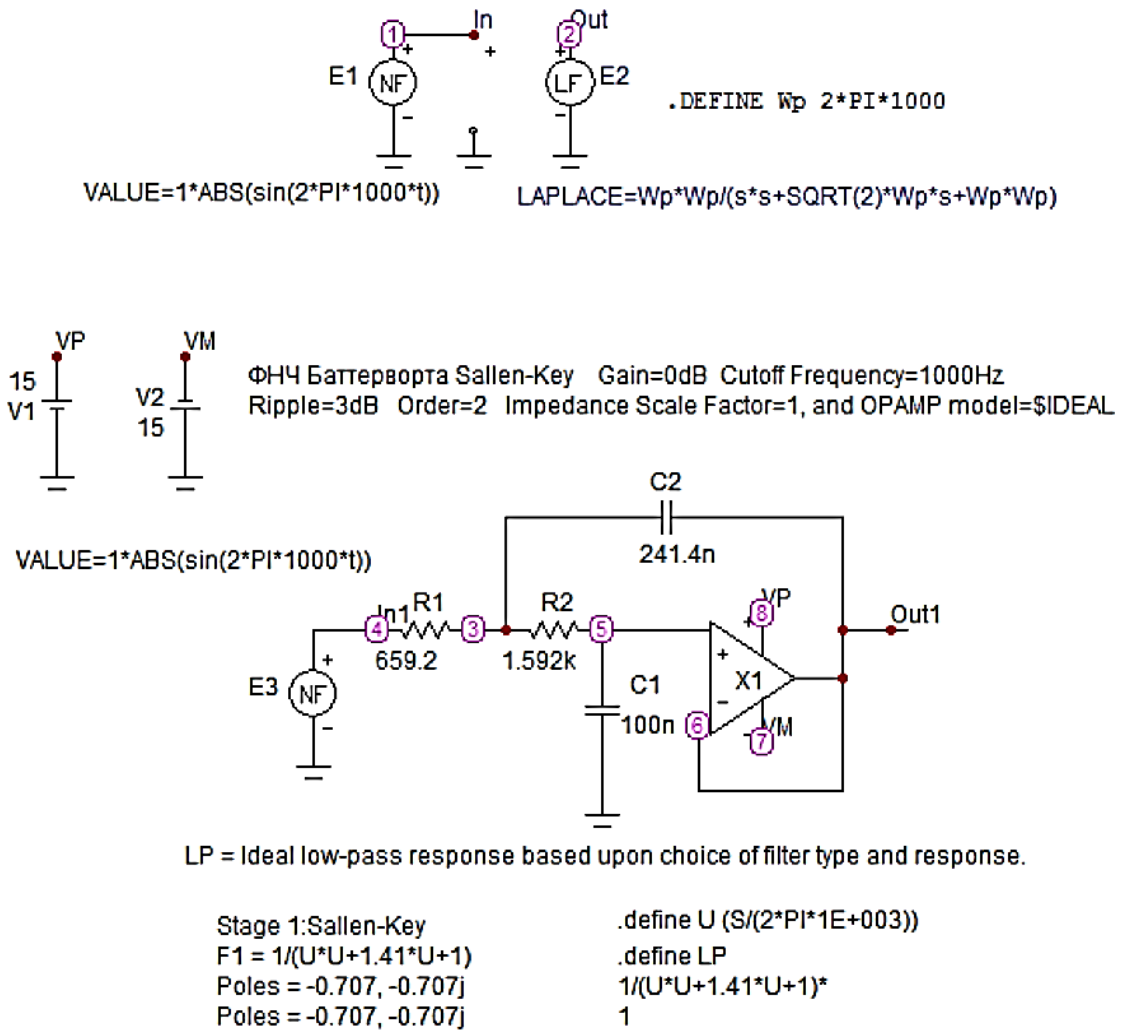 In
Out
1
2
+
+
+
E1
NF
LF
E2
.DEFINE Wp 2*PI*1000
-
-
VALUE=1*ABS(sin(2*PI*1000*t))
LAPLACE=Wp*Wp/(s*s+SQRT(2)*Wp*s+Wp*Wp)
VP
VM
15
V1
V2
15
ФНЧ Баттерворта Sallen-Key Gain=0dB Cutoff Frequency=1000Hz
Ripple=3dB Order=2 Impedance Scale Factor=1, and OPAMP model=$IDEAL
C2
241.4n
VALUE=1*ABS(sin(2*PI*1000*t))
In1
R1
R2
VP
4
3
5
8
+
Out1
659.2
1.592k
+
+
E3
NF
C1
X1
100n
-
-
6
-
VM
7
LP = Ideal low-pass response based upon choice of filter type and response.
Stage 1:Sallen-Key
F1 = 1/(U*U+1.41*U+1)
Poles = -0.707, -0.707j
Poles = -0.707, -0.707j
.define U (S/(2*PI*1E+003))
.define LP
1/(U*U+1.41*U+1)*
1